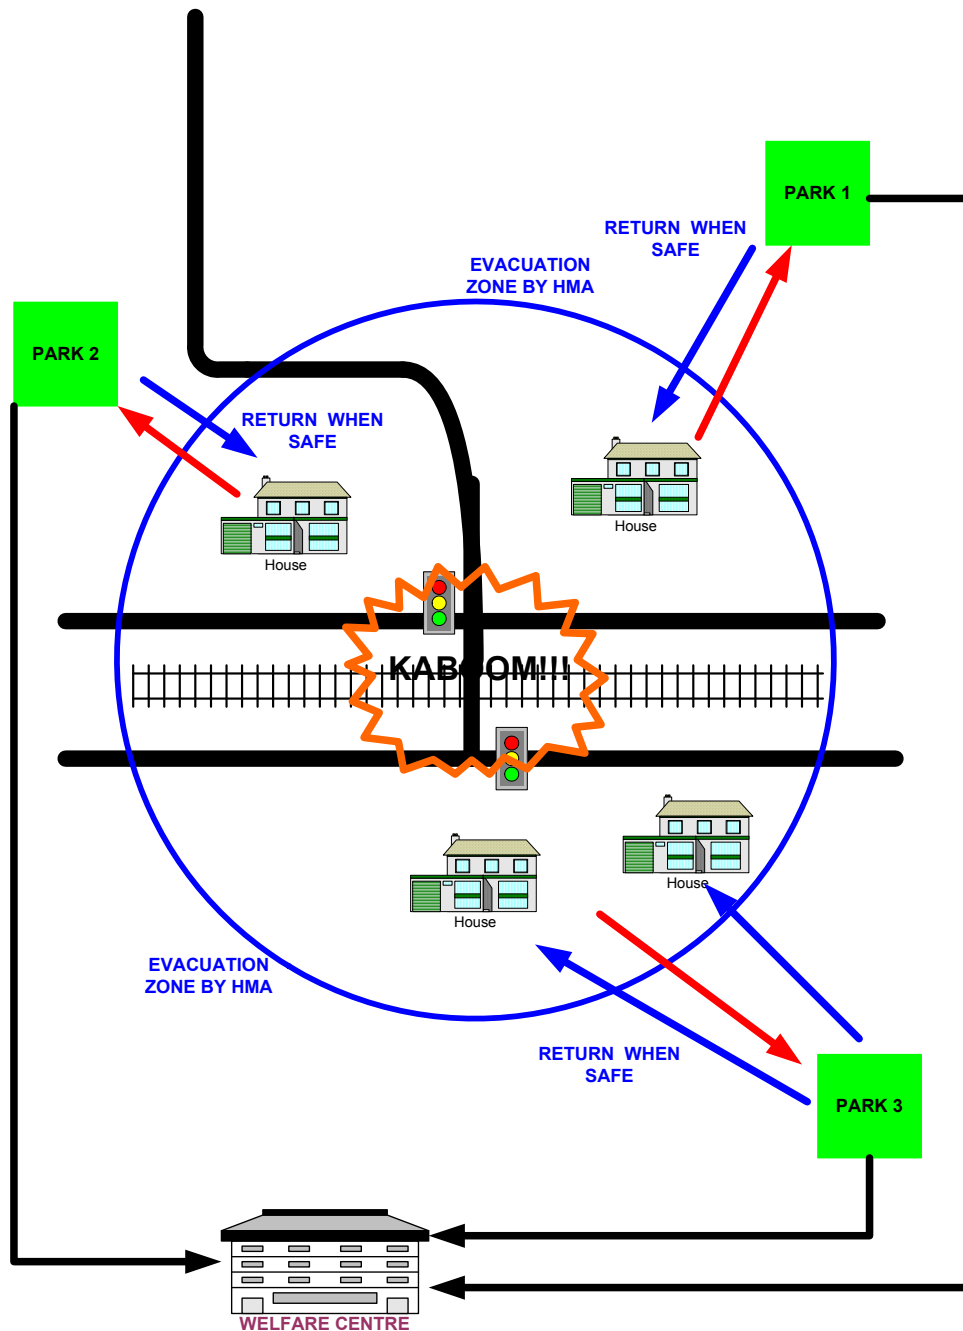 PARK 1
RETURN WHEN
SAFE
EVACUATION
ZONE BY HMA
PARK 2
RETURN WHEN
SAFE
House
House
KABOOM!!!
House
House
EVACUATION
ZONE BY HMA
RETURN WHEN
SAFE
PARK 3
WELFARE CENTRE